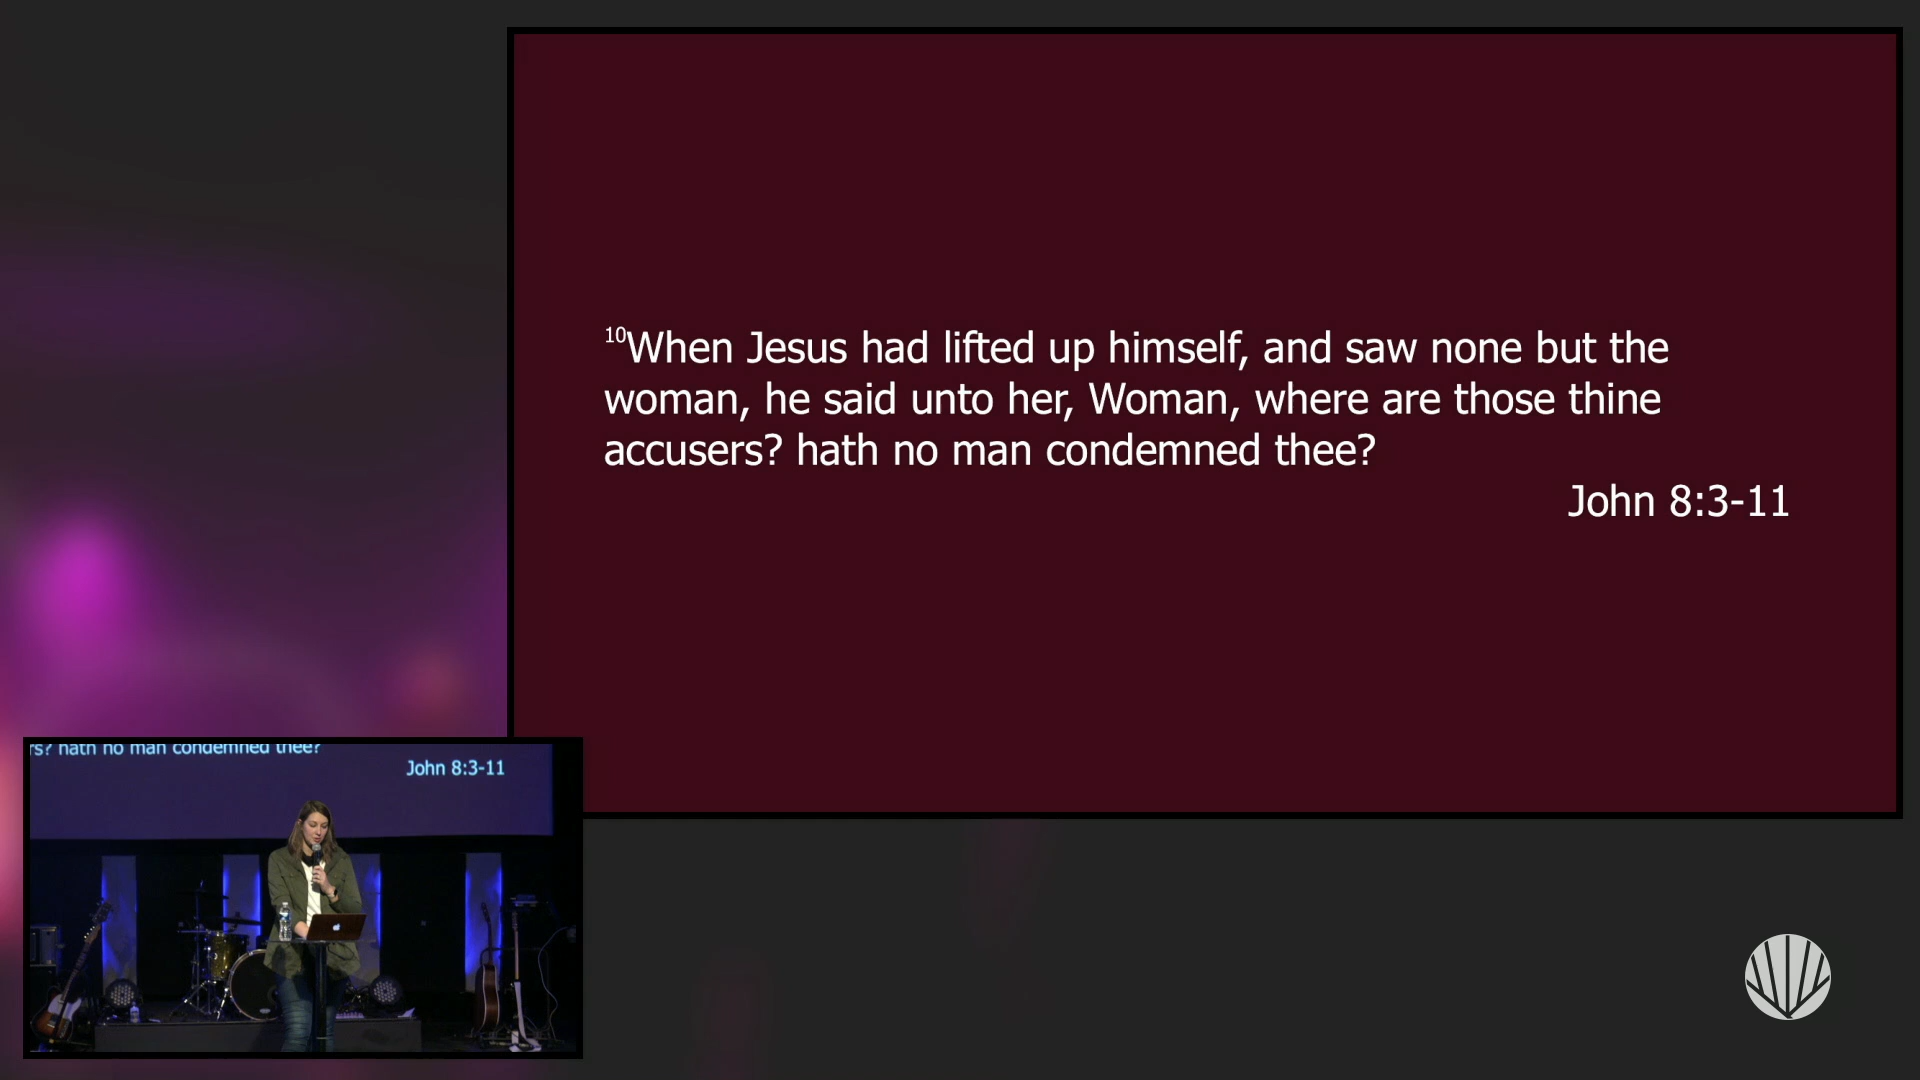 ¹⁰When Jesus had lifted up himself, and saw none but the
woman, he said unto her, Woman, where are those thine
accusers? hath no man condemned thee?
John 8:3-11
rs? hath no man condemned thee?
John 8:3-11